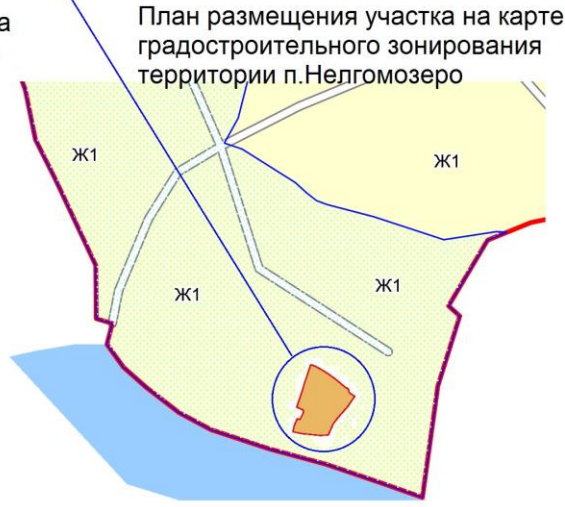 а
План размещения участка на карте
градостроительного зонирования
территории п.Нелгомозеро
Ж1
Ж1
Ж1
Ж1